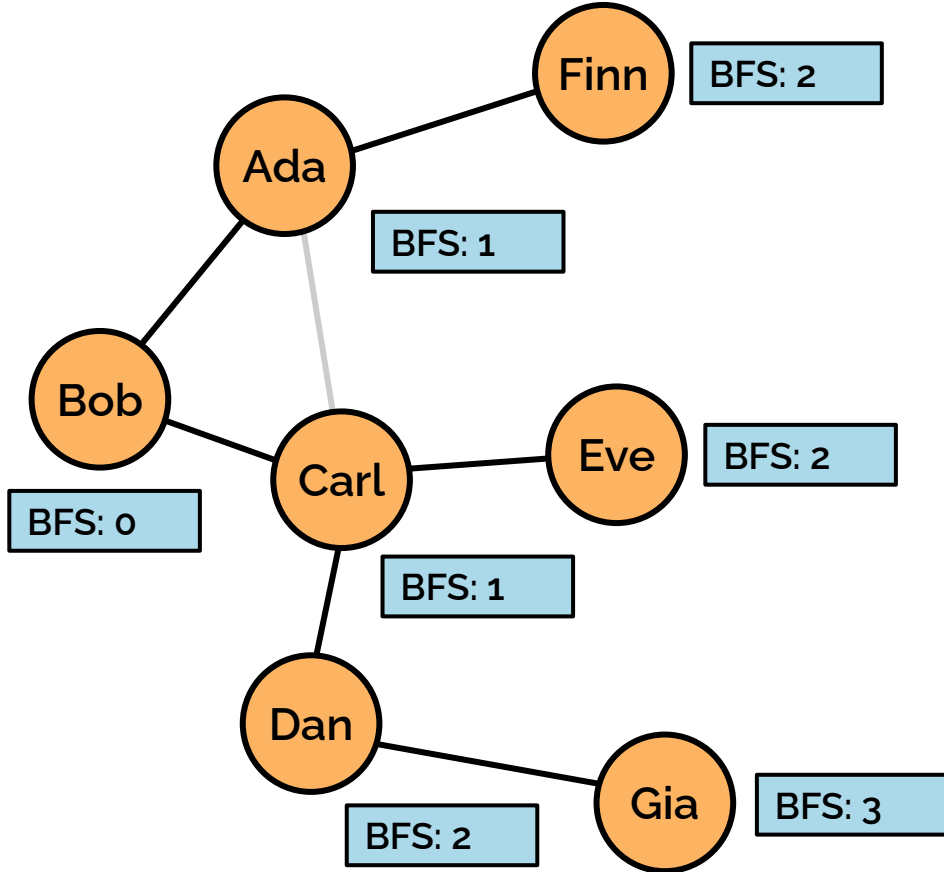 Finn
BFS: 2
Ada
BFS: 1
Bob
BFS: 0
Carl
BFS: 1
Eve
BFS: 2
Dan
BFS: 2
Gia
BFS: 3